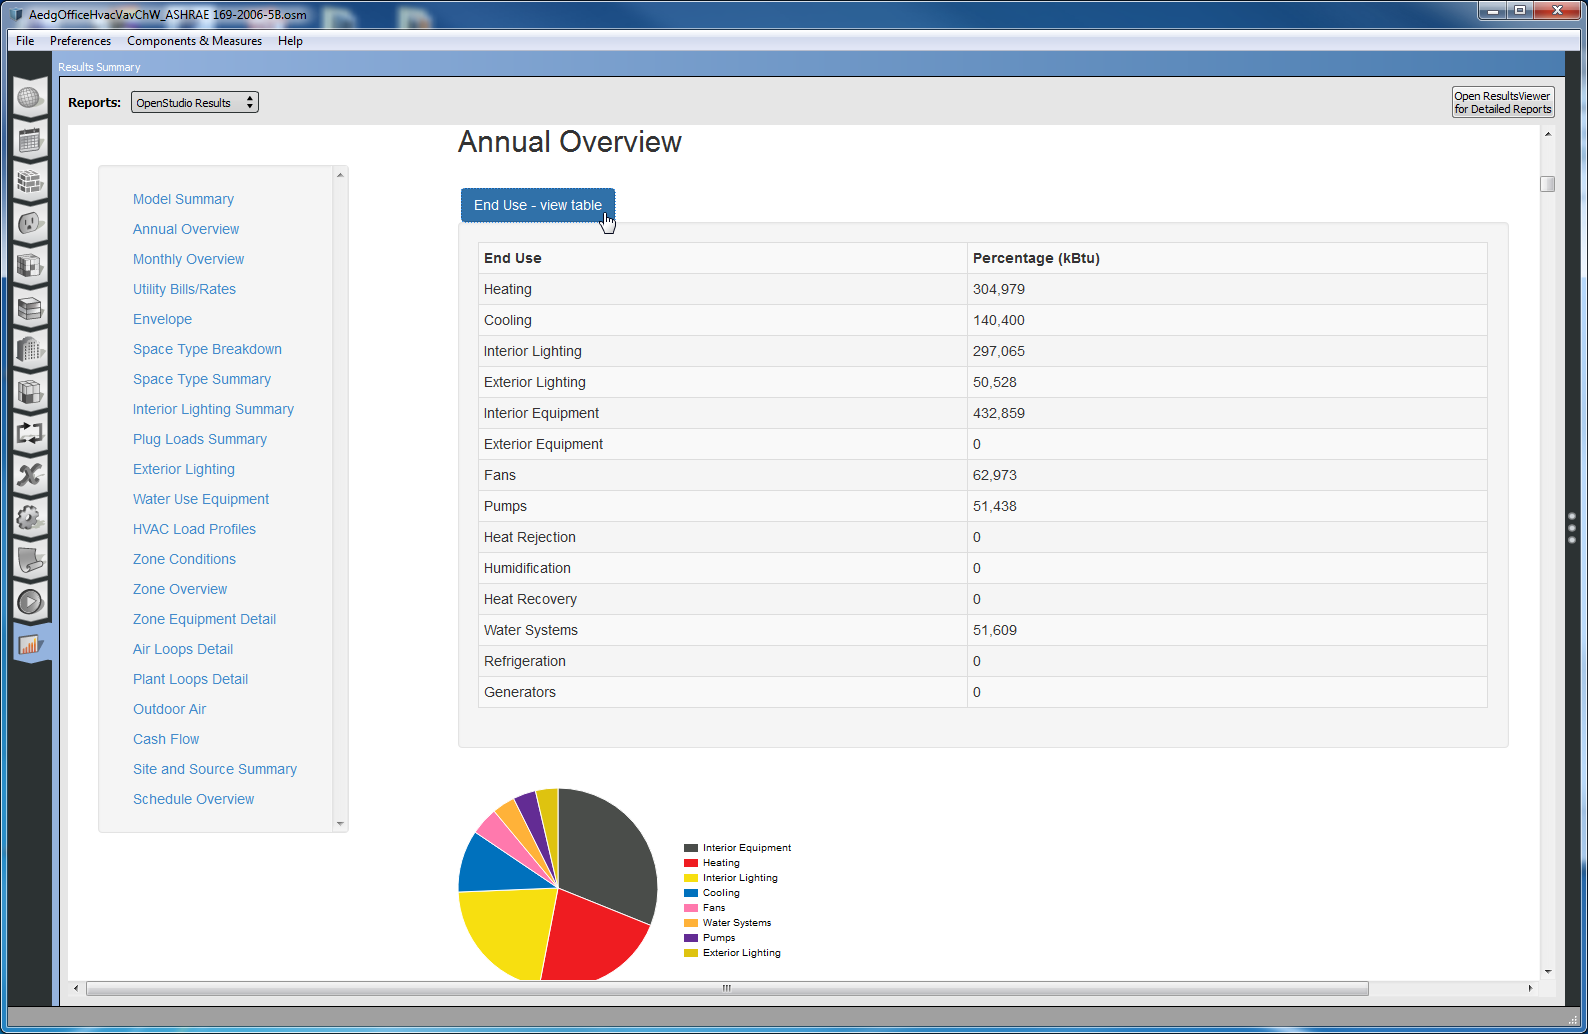 AedgOfficeHvacVavChW_ASHRAE 169-2006-5B.osm
File Preferences Components & Measures Help
Results Summary
Reports: OpenStudio Results
Open ResultsViewer
for Detailed Reports
Model Summary
Annual Overview
Monthly Overview
Utility Bills/Rates
Envelope
Space Type Breakdown
Space Type Summary
Interior Lighting Summary
Plug Loads Summary
Exterior Lighting
Water Use Equipment
HVAC Load Profiles
Zone Conditions
Zone Overview
Zone Equipment Detail
Air Loops Detail
Plant Loops Detail
Outdoor Air
Cash Flow
Site and Source Summary
Schedule Overview
Annual Overview
End Use - view table
End Use Percentage (kBtu)
Heating 304,979
Cooling 140,400
Interior Lighting 297,065
Exterior Lighting 50,528
Interior Equipment 432,859
Exterior Equipment 0
Fans 62,973
Pumps 51,438
Heat Rejection 0
Humidification 0
Heat Recovery 0
Water Systems 51,609
Refrigeration 0
Generators 0
Interior Equipment
Heating
Interior Lighting
Cooling
Fans
Water Systems
Pumps
Exterior Lighting